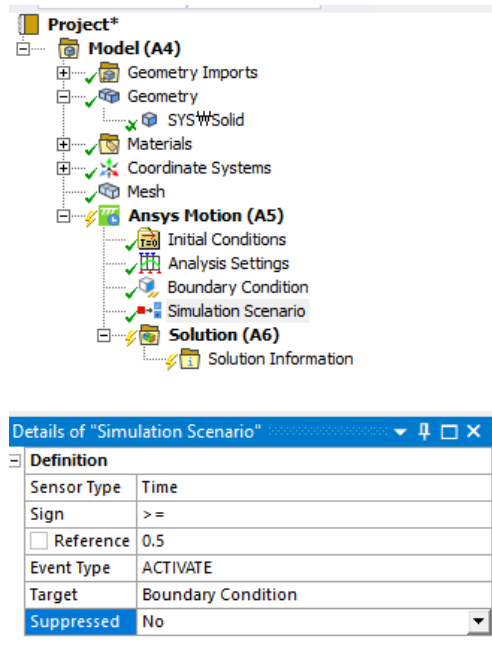 Project*
Model (A4)
Geometry Imports
Geometry
SYS₩Solid
Materials
Coordinate Systems
Mesh
Ansys Motion (A5)
T=0 Initial Conditions
Analysis Settings
Boundary Condition
Simulation Scenario
Solution (A6)
Solution Information
Details of "Simulation Scenario"
Definition
Sensor Type Time
Sign >=
Reference 0.5
Event Type ACTIVATE
Target Boundary Condition
Suppressed No